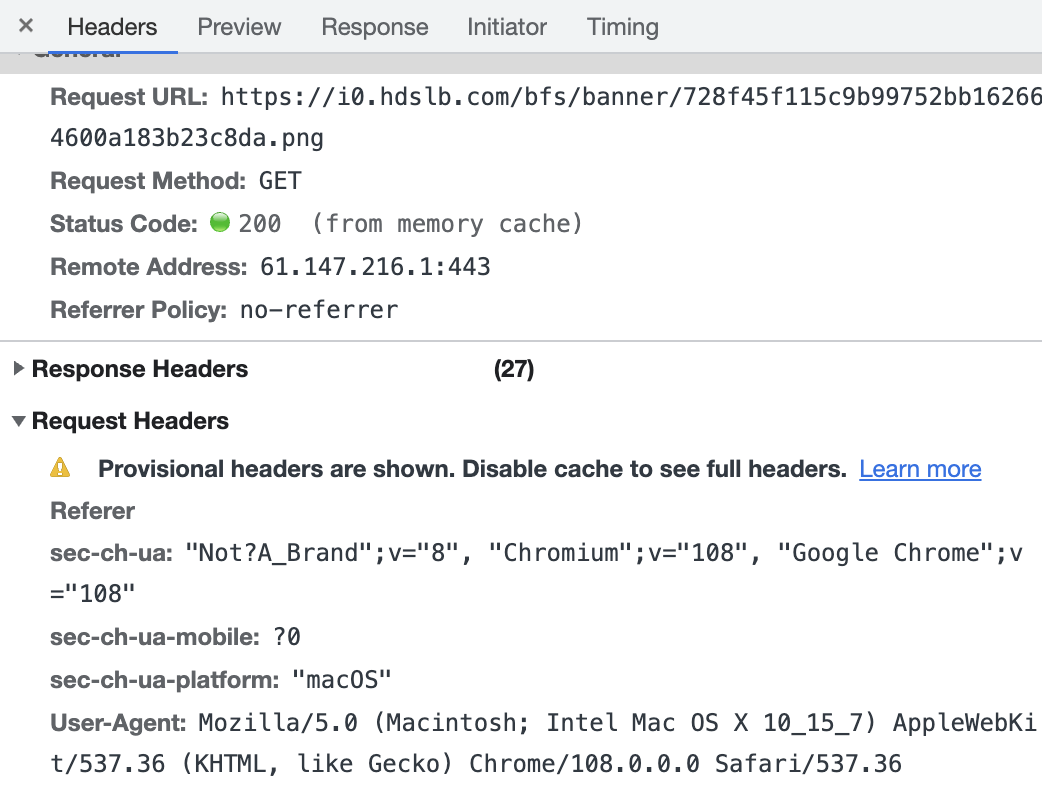 × Headers Preview Response Initiator Timing
General
Request URL: https://i0.hdslb.com/bfs/banner/728f45f115c9b99752bb16266
4600a183b23c8da.png
Request Method: GET
Status Code: 200 (from memory cache)
Remote Address: 61.147.216.1:443
Referrer Policy: no-referrer
Response Headers (27)
Request Headers
Provisional headers are shown. Disable cache to see full headers. Learn more
Referer
sec-ch-ua: "Not?A_Brand";v="8", "Chromium";v="108", "Google Chrome";v
="108"
sec-ch-ua-mobile: ?0
sec-ch-ua-platform: "macOS"
User-Agent: Mozilla/5.0 (Macintosh; Intel Mac OS X 10_15_7) AppleWebKi
t/537.36 (KHTML, like Gecko) Chrome/108.0.0.0 Safari/537.36